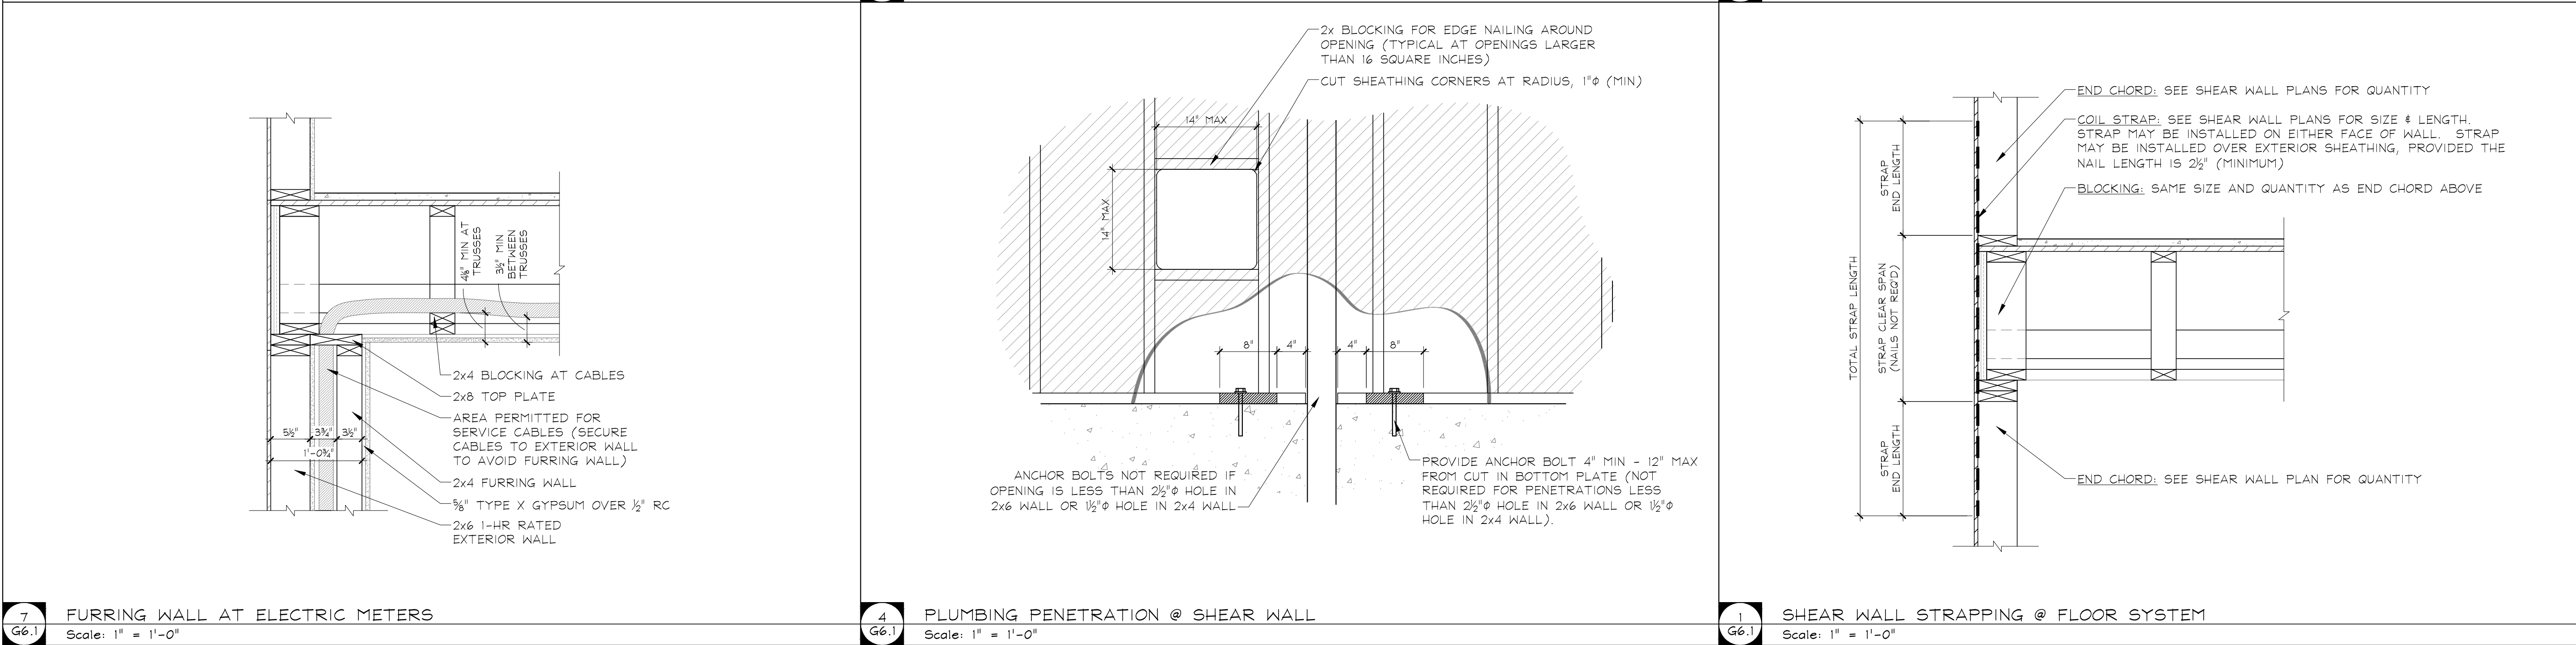 4⅛" MIN AT
TRUSSES
3½" MIN
BETWEEN
TRUSSES
2x4 BLOCKING AT CABLES
2x8 TOP PLATE
AREA PERMITTED FOR
SERVICE CABLES (SECURE
CABLES TO EXTERIOR WALL
TO AVOID FURRING WALL)
5½" 3¾" 3½"
1'-0¾"
2x4 FURRING WALL
⅝" TYPE X GYPSUM OVER ½" RC
2x6 1-HR RATED
EXTERIOR WALL
7
G6.1
FURRING WALL AT ELECTRIC METERS
Scale: 1" = 1'-0"
2x BLOCKING FOR EDGE NAILING AROUND
OPENING (TYPICAL AT OPENINGS LARGER
THAN 16 SQUARE INCHES)
CUT SHEATHING CORNERS AT RADIUS, 1"ϕ (MIN)
14" MAX
14" MAX
8" 4" 4" 8"
ANCHOR BOLTS NOT REQUIRED IF
OPENING IS LESS THAN 2½"ϕ HOLE IN
2x6 WALL OR 1½"ϕ HOLE IN 2x4 WALL
PROVIDE ANCHOR BOLT 4" MIN - 12" MAX
FROM CUT IN BOTTOM PLATE (NOT
REQUIRED FOR PENETRATIONS LESS
THAN 2½"ϕ HOLE IN 2x6 WALL OR 1½"ϕ
HOLE IN 2x4 WALL).
4
G6.1
PLUMBING PENETRATION @ SHEAR WALL
Scale: 1" = 1'-0"
END CHORD: SEE SHEAR WALL PLANS FOR QUANTITY
COIL STRAP: SEE SHEAR WALL PLANS FOR SIZE & LENGTH.
STRAP MAY BE INSTALLED ON EITHER FACE OF WALL. STRAP
MAY BE INSTALLED OVER EXTERIOR SHEATHING, PROVIDED THE
NAIL LENGTH IS 2½" (MINIMUM)
BLOCKING: SAME SIZE AND QUANTITY AS END CHORD ABOVE
STRAP
END LENGTH
TOTAL STRAP LENGTH
STRAP CLEAR SPAN
(NAILS NOT REQ'D)
STRAP
END LENGTH
END CHORD: SEE SHEAR WALL PLAN FOR QUANTITY
1
G6.1
SHEAR WALL STRAPPING @ FLOOR SYSTEM
Scale: 1" = 1'-0"